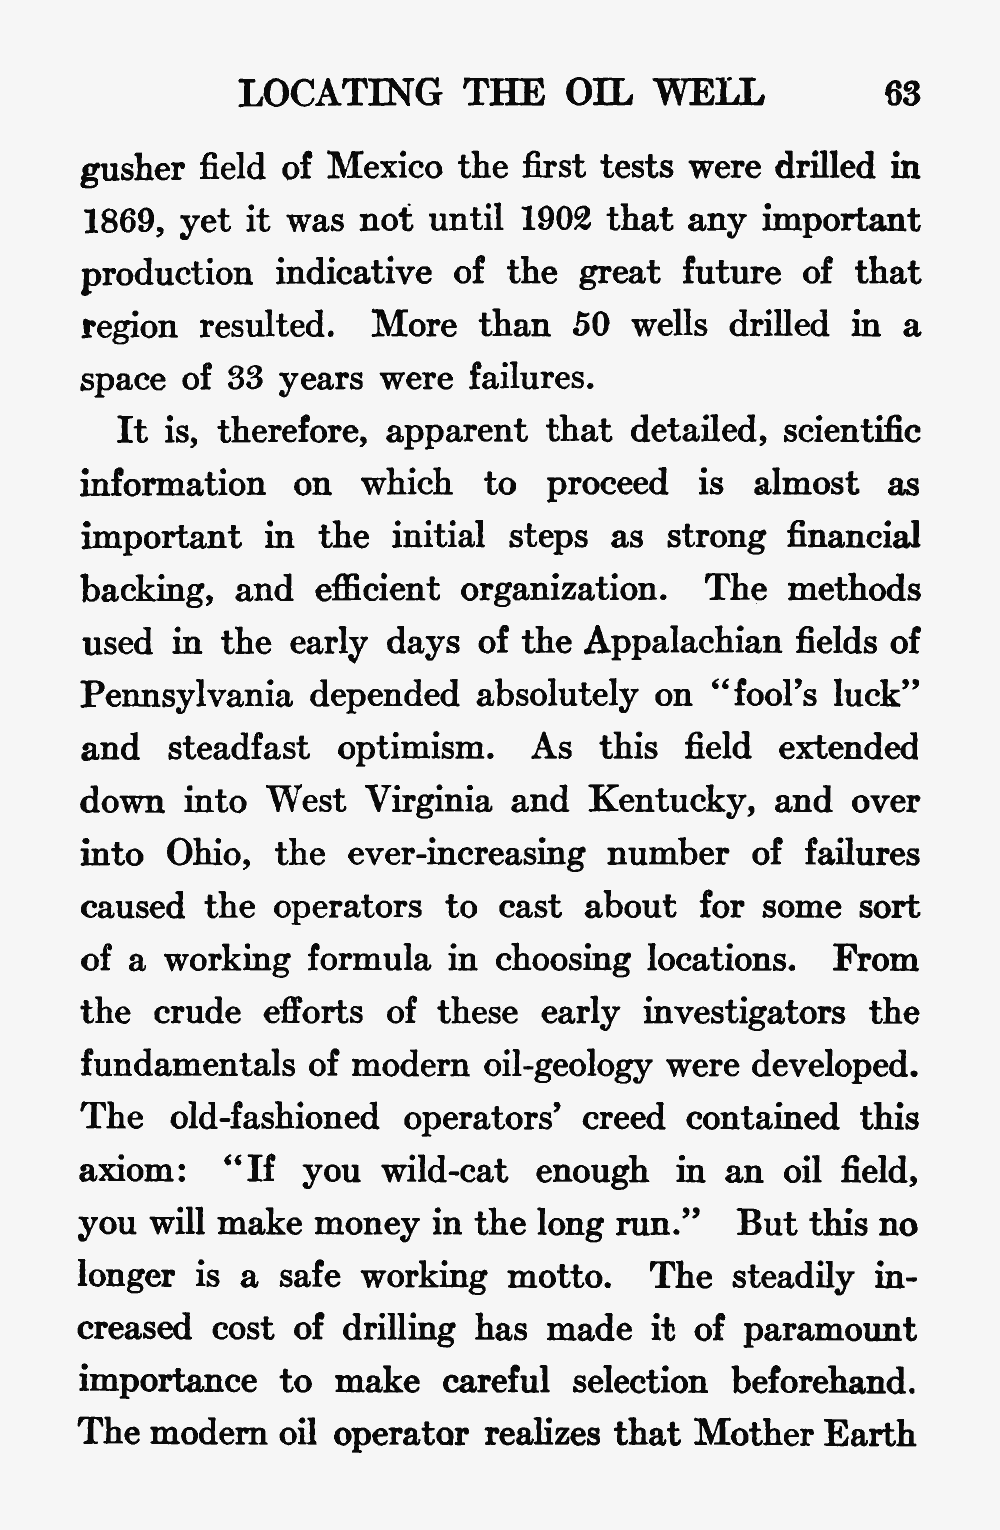 LOCATING THE OIL WELL 63
gusher field of Mexico the first tests were drilled in
1869, yet it was not until 1902 that any important
production indicative of the great future of that
region resulted. More than 50 wells drilled in a
space of 33 years were failures.
It is, therefore, apparent that detailed, scientific
information on which to proceed is almost as
important in the initial steps as strong financial
backing, and efficient organization. The methods
used in the early days of the Appalachian fields of
Pennsylvania depended absolutely on “fool’s luck”
and steadfast optimism. As this field extended
down into West Virginia and Kentucky, and over
into Ohio, the ever-increasing number of failures
caused the operators to cast about for some sort
of a working formula in choosing locations. From
the crude efforts of these early investigators the
fundamentals of modern oil-geology were developed.
The old-fashioned operators’ creed contained this
axiom: “If you wild-cat enough in an oil field,
you will make money in the long run.” But this no
longer is a safe working motto. The steadily in-
creased cost of drilling has made it of paramount
importance to make careful selection beforehand.
The modern oil operator realizes that Mother Earth